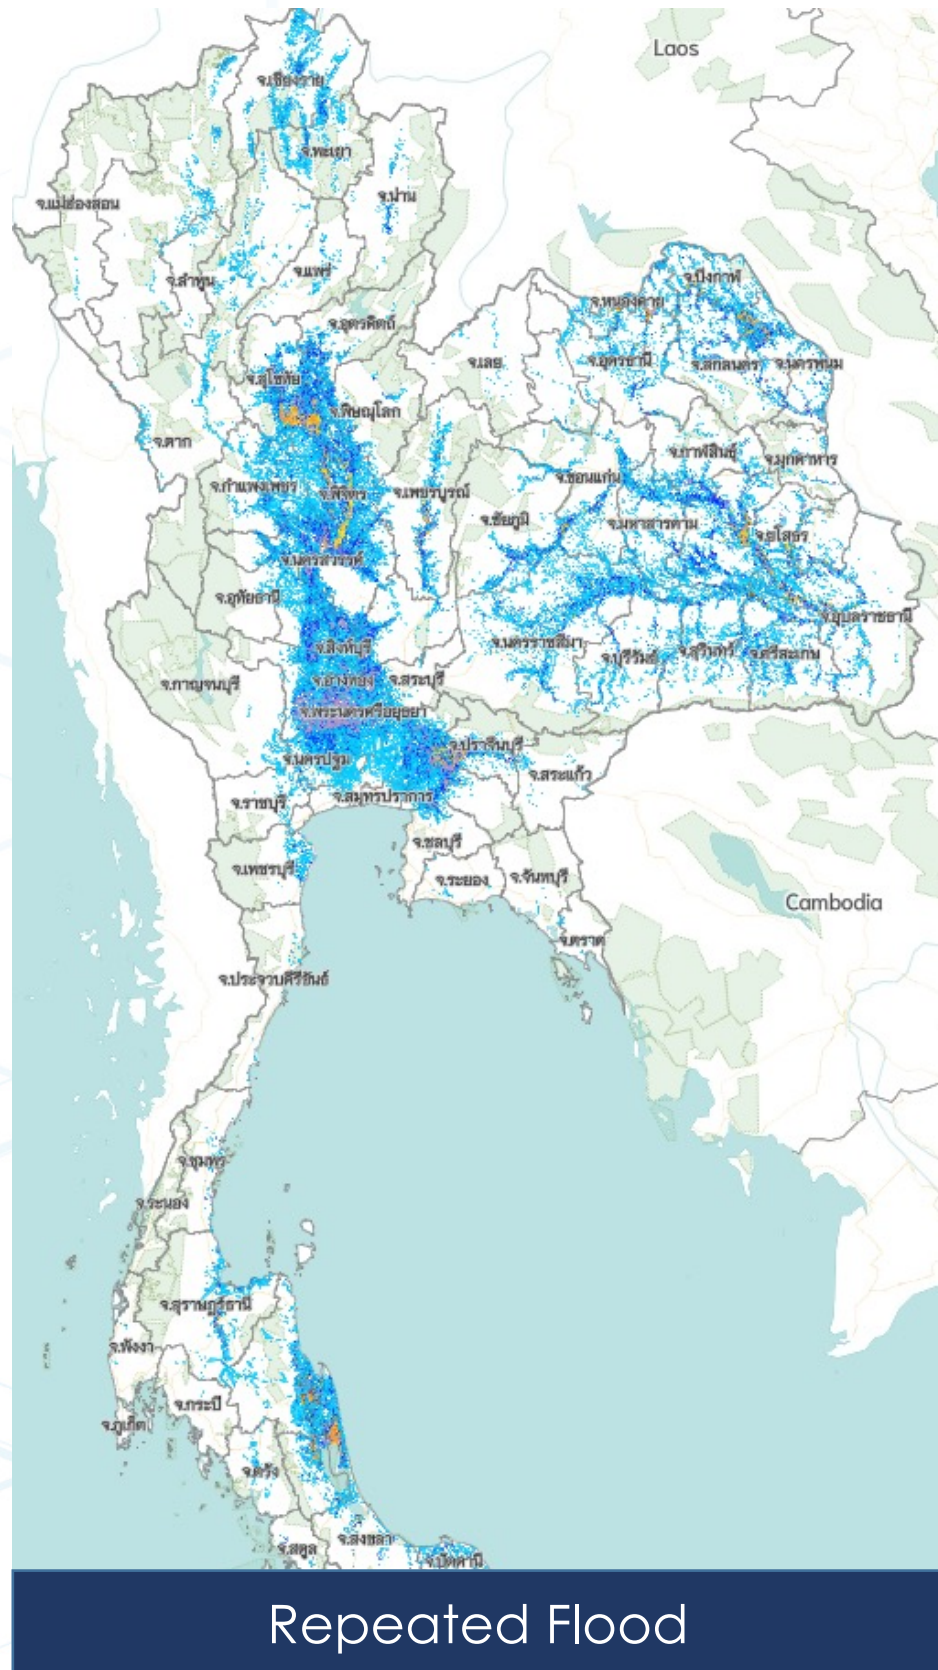 Laos
จ.เชียงราย
จ.พะเยา
จ.น่าน
จ.แม่ฮ่องสอน
จ.ลำพูน
จ.แพร่
จ.บึงกาฬ
จ.หนองคาย
จ.อุตรดิตถ์
จ.เลย
จ.อุดรธานี
จ.สกลนคร
จ.นครพนม
จ.สุโขทัย
จ.พิษณุโลก
จ.ตาก
จ.กาฬสินธุ์
จ.มุกดาหาร
จ.ขอนแก่น
จ.กำแพงเพชร
จ.พิจิตร
จ.เพชรบูรณ์
จ.ชัยภูมิ
จ.มหาสารคาม
จ.ยโสธร
จ.นครสวรรค์
จ.อุทัยธานี
จ.อุบลราชธานี
จ.สิงห์บุรี
จ.นครราชสีมา
จ.บุรีรัมย์
จ.สุรินทร์
จ.ศรีสะเกษ
จ.กาญจนบุรี
จ.อ่างทอง
จ.สระบุรี
จ.พระนครศรีอยุธยา
จ.ปราจีนบุรี
จ.นครปฐม
จ.สระแก้ว
จ.ราชบุรี
จ.สมุทรปราการ
จ.ชลบุรี
จ.เพชรบุรี
จ.ระยอง
จ.จันทบุรี
Cambodia
จ.ตราด
จ.ประจวบคีรีขันธ์
จ.ชุมพร
จ.ระนอง
จ.สุราษฎร์ธานี
จ.พังงา
จ.กระบี่
จ.ภูเก็ต
จ.ตรัง
จ.สงขลา
จ.สตูล
จ.ปัตตานี
Repeated Flood